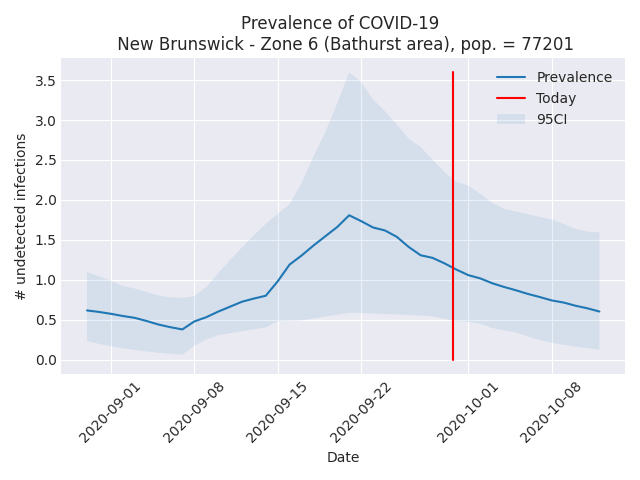 Prevalence of COVID-19
New Brunswick - Zone 6 (Bathurst area), pop. = 77201
Prevalence
Today
95CI
# undetected infections
3.5
3.0
2.5
2.0
1.5
1.0
0.5
0.0
2020-09-01
2020-09-08
2020-09-15
2020-09-22
2020-10-01
2020-10-08
Date